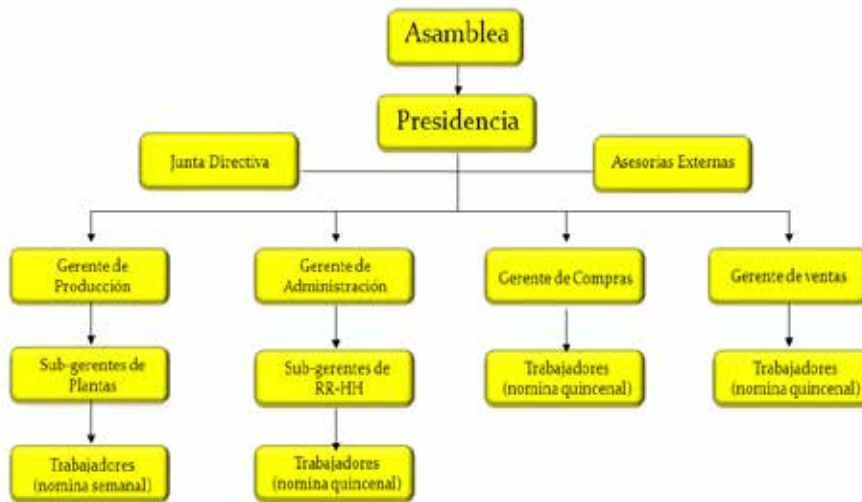 Asamblea
Presidencia
Junta Directiva
Asesorias Externas
Gerente de
Producción
Gerente de
Administración
Gerente de Compras
Gerente de ventas
Sub-gerentes de
Plantas
Sub-gerentes de
RR-HH
Trabajadores
(nomina quincenal)
Trabajadores
(nomina quincenal)
Trabajadores
(nomina semanal)
Trabajadores
(nomina quincenal)